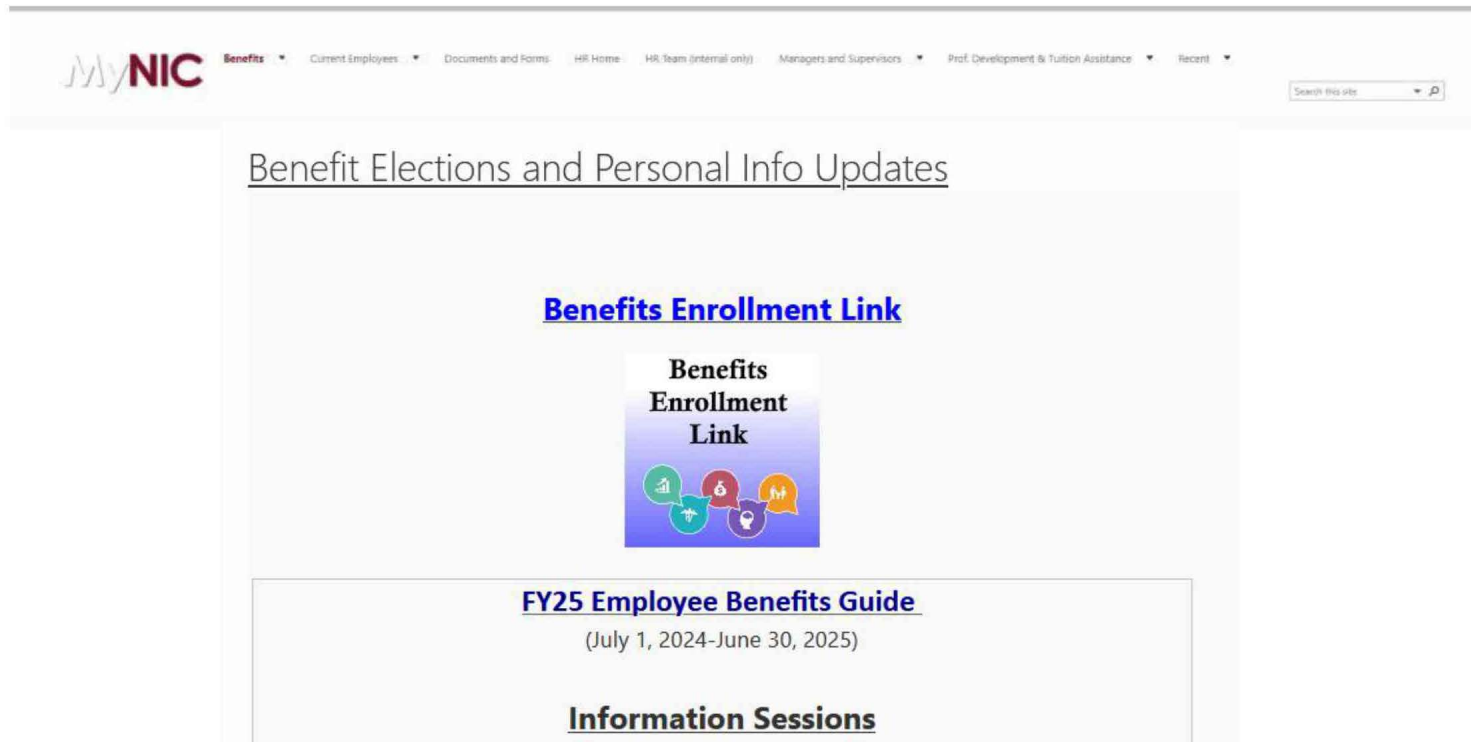 MyNIC
Benefits Current Employees Documents and Forms HR Home HR Team (internal only) Managers and Supervisors Prof. Development & Tuition Assistance Recent
Search this site
Benefit Elections and Personal Info Updates
Benefits Enrollment Link
Benefits
Enrollment
Link
FY25 Employee Benefits Guide
(July 1, 2024-June 30, 2025)
Information Sessions